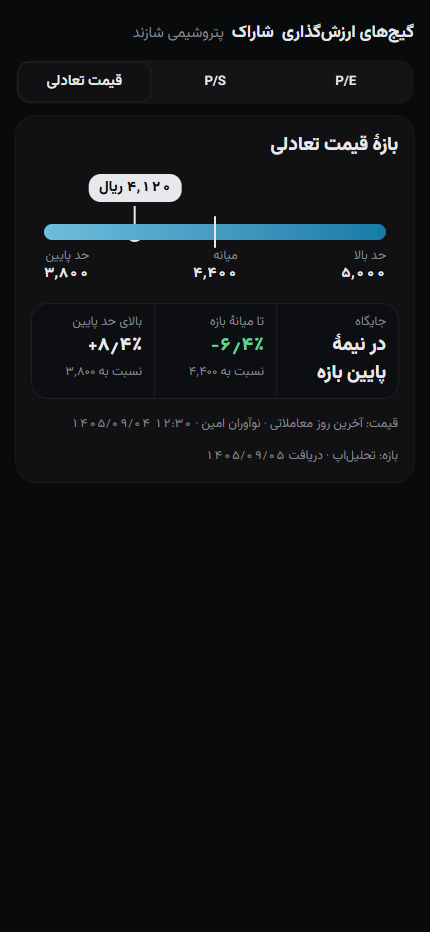 گیج‌های ارزش‌گذاری شاراک پتروشیمی شازند
P/E P/S قیمت تعادلی
بازهٔ قیمت تعادلی
۴,۱۲۰ ریال
حد بالا میانه حد پایین
۵,۰۰۰ ۴,۴۰۰ ۳,۸۰۰
جایگاه تا میانهٔ بازه بالای حد پایین
در نیمهٔ پایین بازه -۶٫۴٪ +۸٫۴٪
نسبت به ۴,۴۰۰ نسبت به ۳,۸۰۰
قیمت: آخرین روز معاملاتی · نوآوران امین · ۱۴۰۵/۰۹/۰۴ ۱۲:۳۰
بازه: تحلیل‌اپ · دریافت ۱۴۰۵/۰۹/۰۵